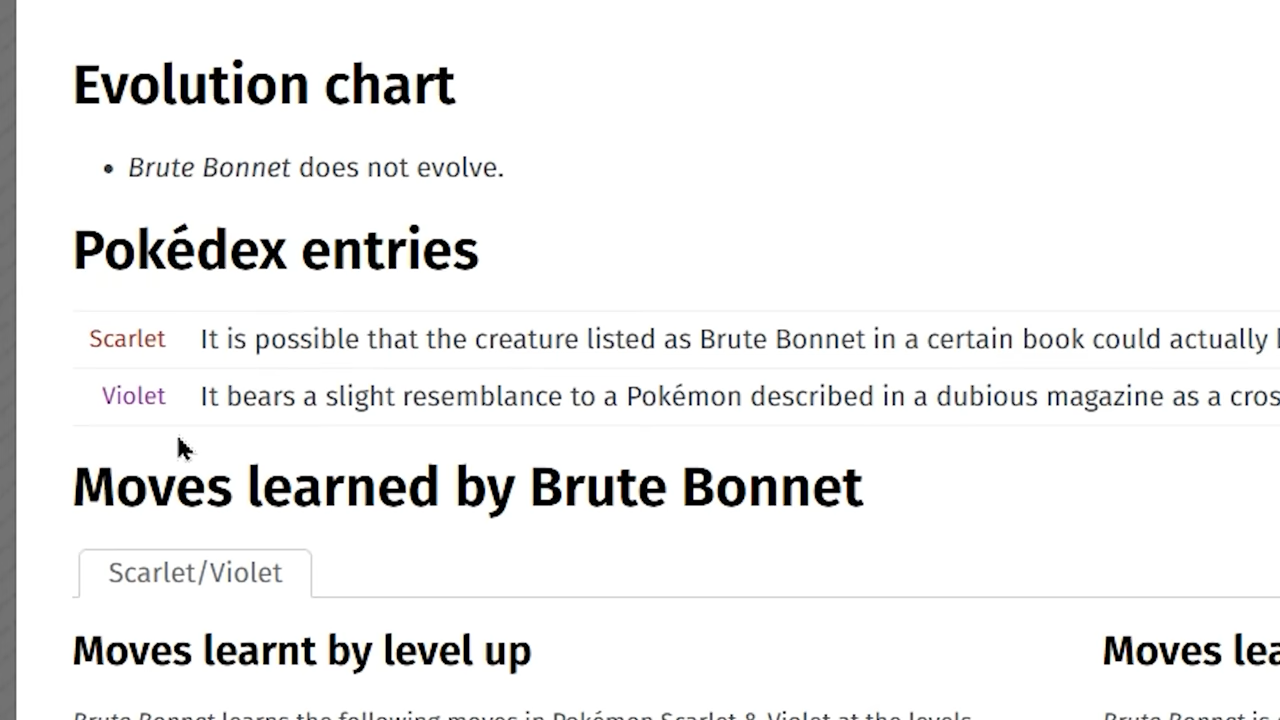 Evolution chart
• Brute Bonnet does not evolve.
Pokédex entries
Scarlet It is possible that the creature listed as Brute Bonnet in a certain book could actually
Violet It bears a slight resemblance to a Pokémon described in a dubious magazine as a
Moves learned by Brute Bonnet
Scarlet/Violet
Moves learnt by level up
Moves
Brute Bonnet learns the following moves in Pokémon Scarlet & Violet at the levels
Brute Bonnet is